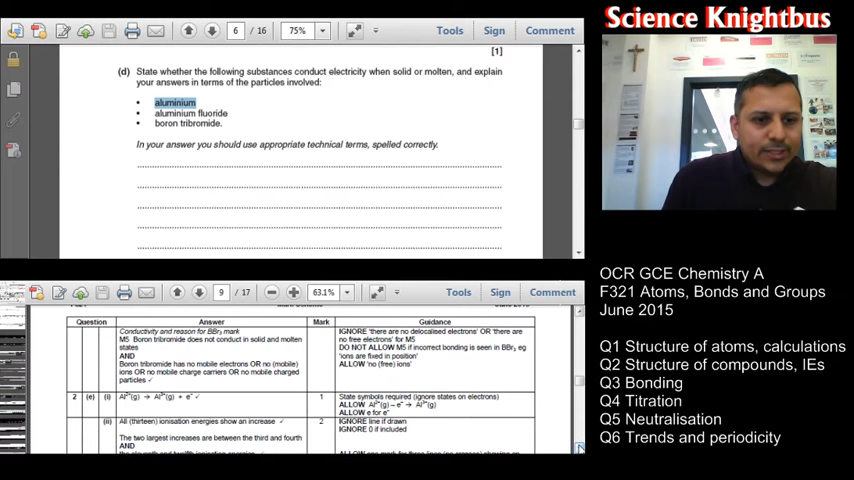 Science Knightbus
6 / 16
75%
Tools
Sign
Comment
[1]
(d) State whether the following substances conduct electricity when solid or molten, and explain
your answers in terms of the particles involved:
• aluminium
• aluminium fluoride
• boron tribromide.
In your answer you should use appropriate technical terms, spelled correctly.
9 / 17
63.1%
Tools
Sign
Comment
Question
Answer
Mark
Guidance
Conductivity and reason for BBr3 mark
M5 Boron tribromide does not conduct in solid and molten
states
AND
Boron tribromide has no mobile electrons OR no (mobile)
ions OR no mobile charge carriers OR no mobile charged
particles ✓
IGNORE 'there are no delocalised electrons' OR 'there are
no free electrons' for M5
DO NOT ALLOW M5 if incorrect bonding is seen in BBr3 eg
'ions are fixed in position'
ALLOW 'no (free) ions'
2 (e) (i)
1
State symbols required (ignore states on electrons)
ALLOW e for e⁻
(ii) All (thirteen) ionisation energies show an increase ✓
The two largest increases are between the third and fourth
AND
2
IGNORE line if drawn
IGNORE 0 if included
OCR GCE Chemistry A
F321 Atoms, Bonds and Groups
June 2015
Q1 Structure of atoms, calculations
Q2 Structure of compounds, IEs
Q3 Bonding
Q4 Titration
Q5 Neutralisation
Q6 Trends and periodicity